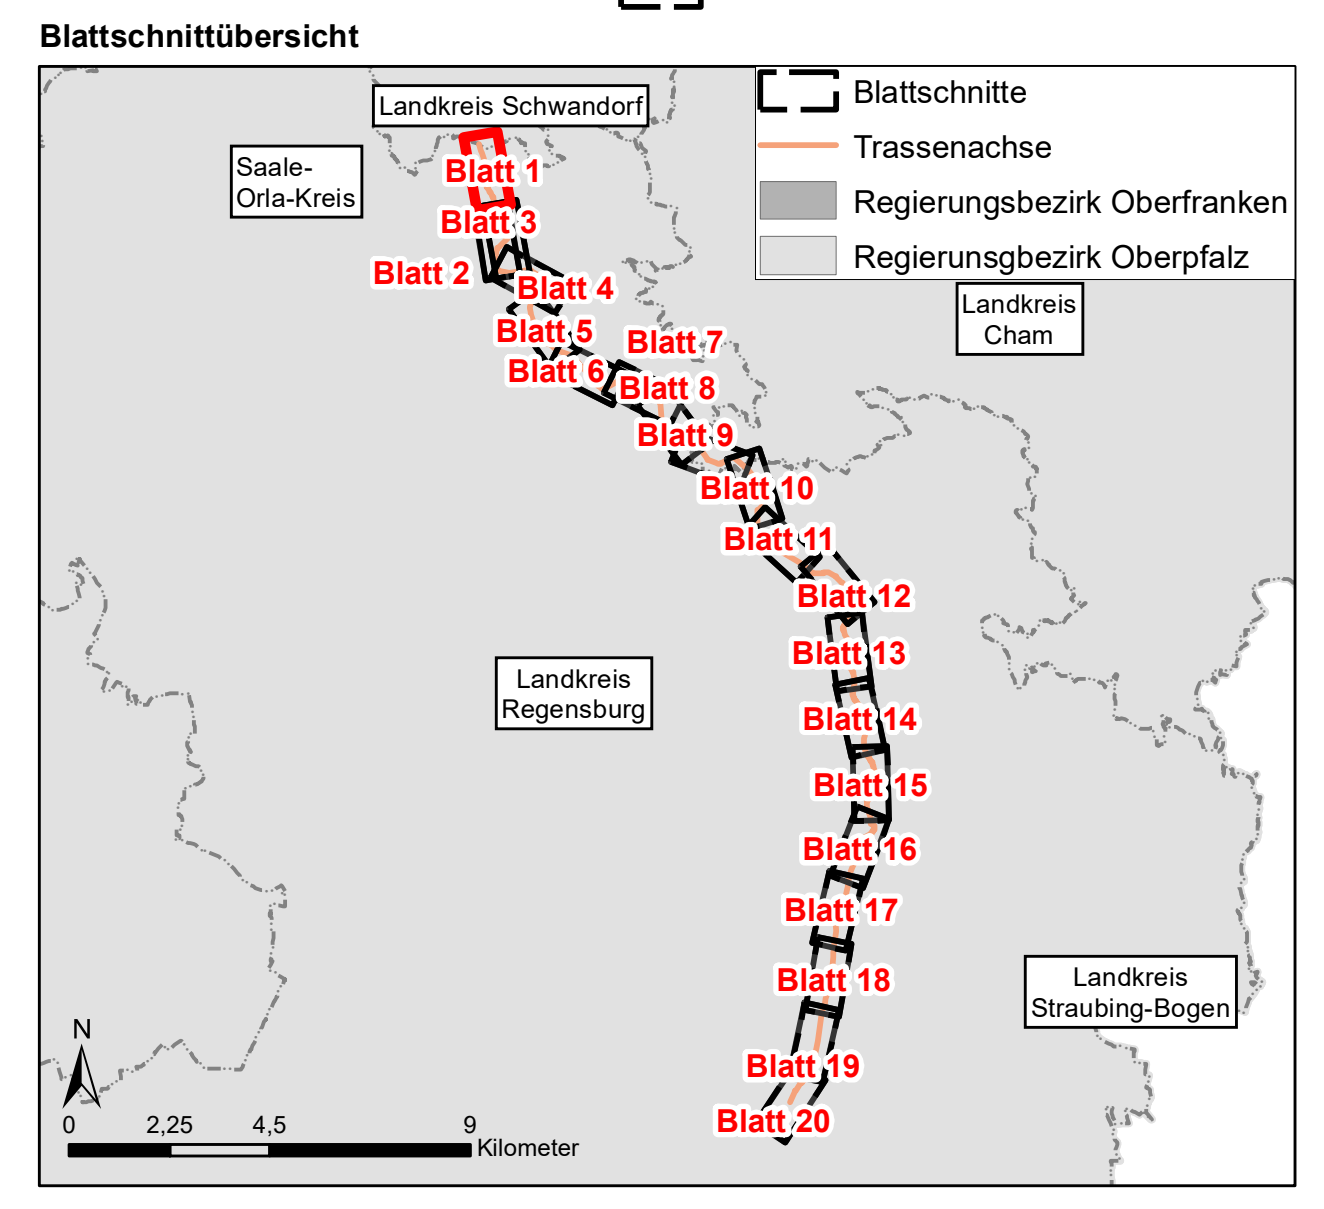 Blattschnittübersicht
Blattschnitte
Trassenachse
Regierungsbezirk Oberfranken
Regierunsgbezirk Oberpfalz
Landkreis Schwandorf
Saale-
Orla-Kreis
Blatt 1
Blatt 3
Blatt 2
Blatt 4
Landkreis
Cham
Blatt 5
Blatt 7
Blatt 6
Blatt 8
Blatt 9
Blatt 10
Blatt 11
Blatt 12
Blatt 13
Landkreis
Regensburg
Blatt 14
Blatt 15
Blatt 16
Blatt 17
Blatt 18
Landkreis
Straubing-Bogen
Blatt 19
Blatt 20
N
0 2,25 4,5 9
Kilometer